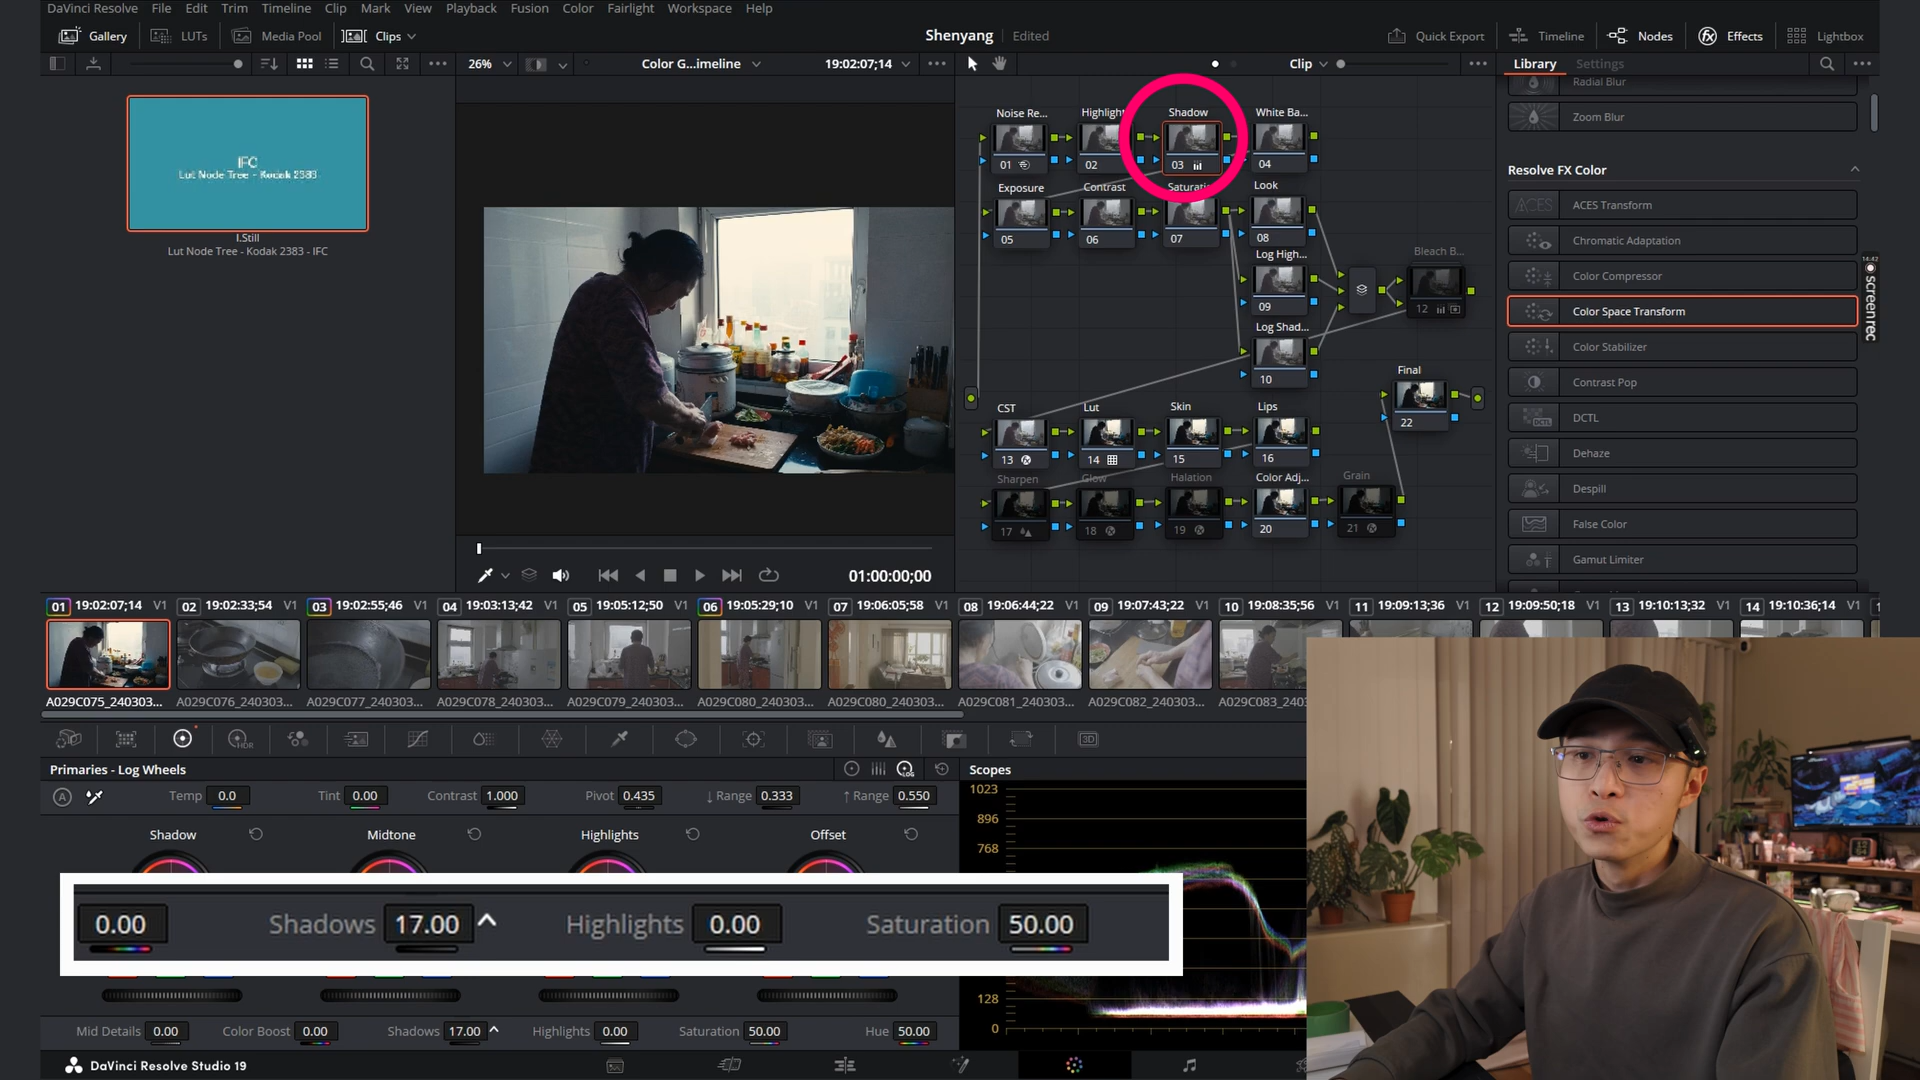 DaVinci Resolve File Edit Trim Timeline Clip Mark View Playback Fusion Color Fairlight Workspace Help
Gallery LUTs Media Pool Clips Shenyang Edited Quick Export Timeline Nodes Effects Lightbox
26% Color G...imeline 19:02:07;14 Clip Library Settings
Radial Blur
Zoom Blur
Resolve FX Color
ACES Transform
Chromatic Adaptation
Color Compressor
Color Space Transform
Color Stabilizer
Contrast Pop
DCTL
Dehaze
Despill
False Color
Gamut Limiter
IFC
Lut Node Tree - Kodak 2383
I.Still
Lut Node Tree - Kodak 2383 - IFC
Noise Re... Highlight Shadow White Ba...
01 02 03 04
Exposure Contrast Saturati Look
05 06 07 08
Log High... Bleach B...
09 12
Log Shad...
10
Final
22
CST Lut Skin Lips
13 14 15 16
Sharpen Glow Halation Color Adj... Grain
17 18 19 20 21
14:42
screen rec
01:00:00;00
01 19:02:07;14 V1 02 19:02:33;54 V1 03 19:02:55;46 V1 04 19:03:13;42 V1 05 19:05:12;50 V1 06 19:05:29;10 V1 07 19:06:05;58 V1 08 19:06:44;22 V1 09 19:07:43;22 V1 10 19:08:35;56 V1 11 19:09:13;36 V1 12 19:09:50;18 V1 13 19:10:13;32 V1 14 19:10:36;14 V1
A029C075_240303... A029C076_240303... A029C077_240303... A029C078_240303... A029C079_240303... A029C080_240303... A029C080_240303... A029C081_240303... A029C082_240303... A029C083_240303
HDR 3D
Primaries - Log Wheels LOG Scopes
A Temp 0.0 Tint 0.00 Contrast 1.000 Pivot 0.435 ↓ Range 0.333 ↑ Range 0.550
Shadow Midtone Highlights Offset
1023
896
768
128
0
0.00 Shadows 17.00 Highlights 0.00 Saturation 50.00
Mid Details 0.00 Color Boost 0.00 Shadows 17.00 Highlights 0.00 Saturation 50.00 Hue 50.00
DaVinci Resolve Studio 19